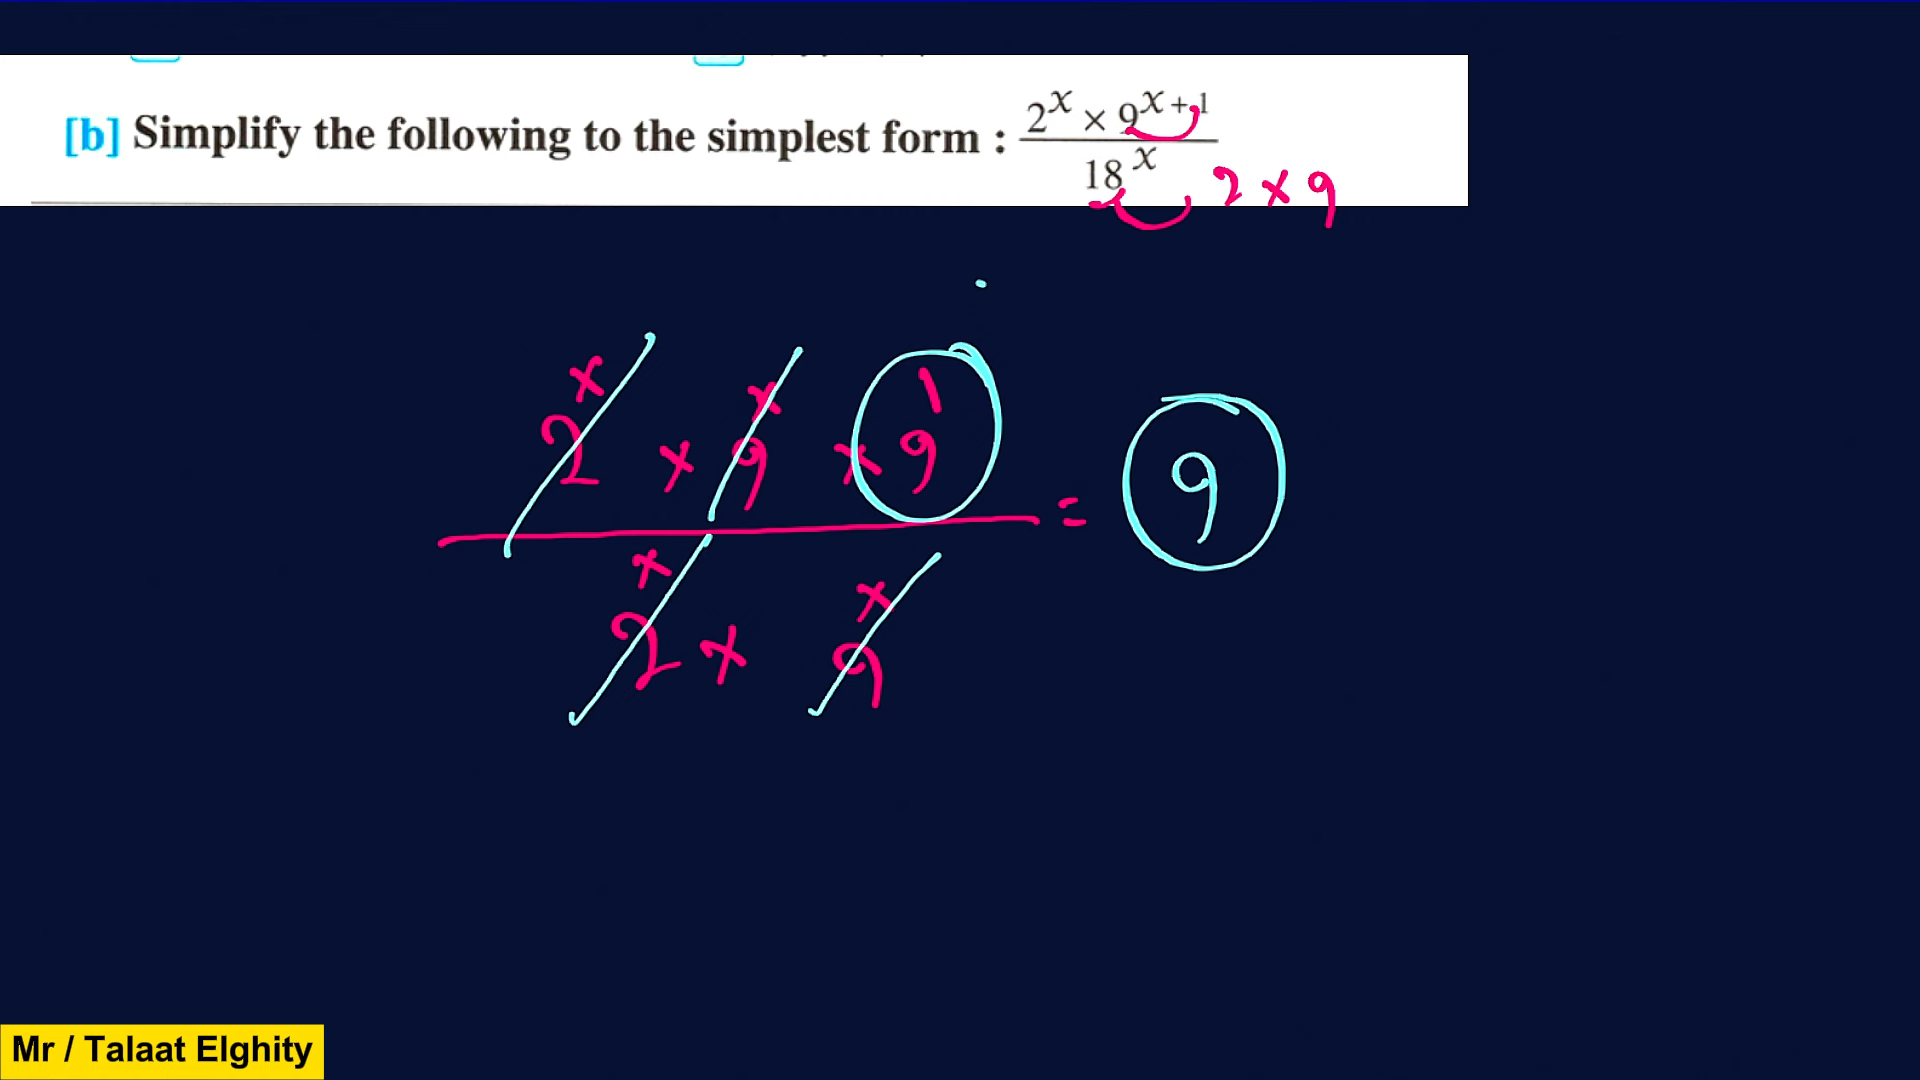 [b] Simplify the following to the simplest form : 2^x × 9^{x+1} / 18^x
2 × 9
2^x × 9^x × 9^1 / 2^x × 9^x = 9
Mr / Talaat Elghity